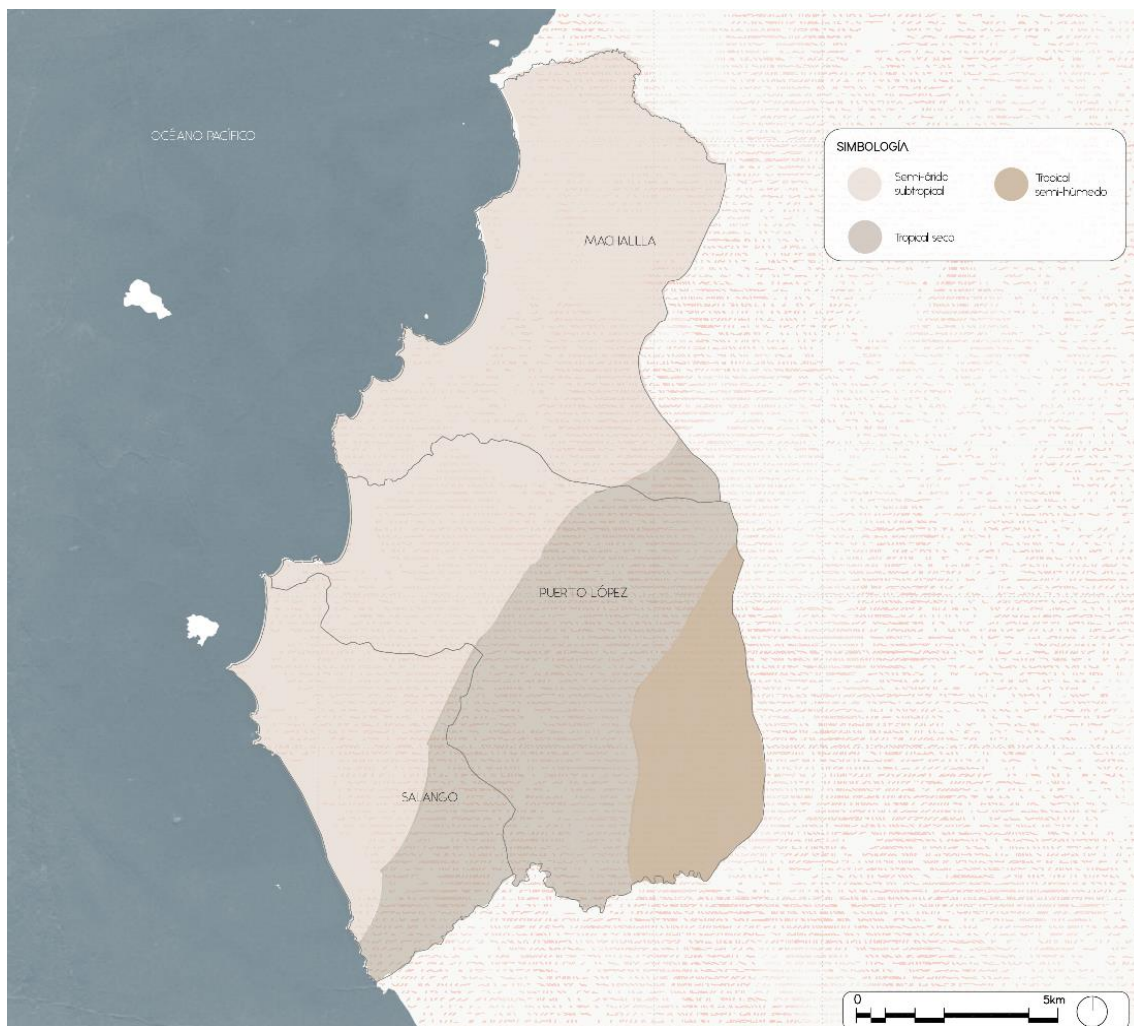 OCÉANO PACÍFICO
SIMBOLOGÍA
Semi-árido
subtropical
Tropical
semi-húmedo
Tropical seco
MACHALILLA
PUERTO LÓPEZ
SALANGO
0 5km